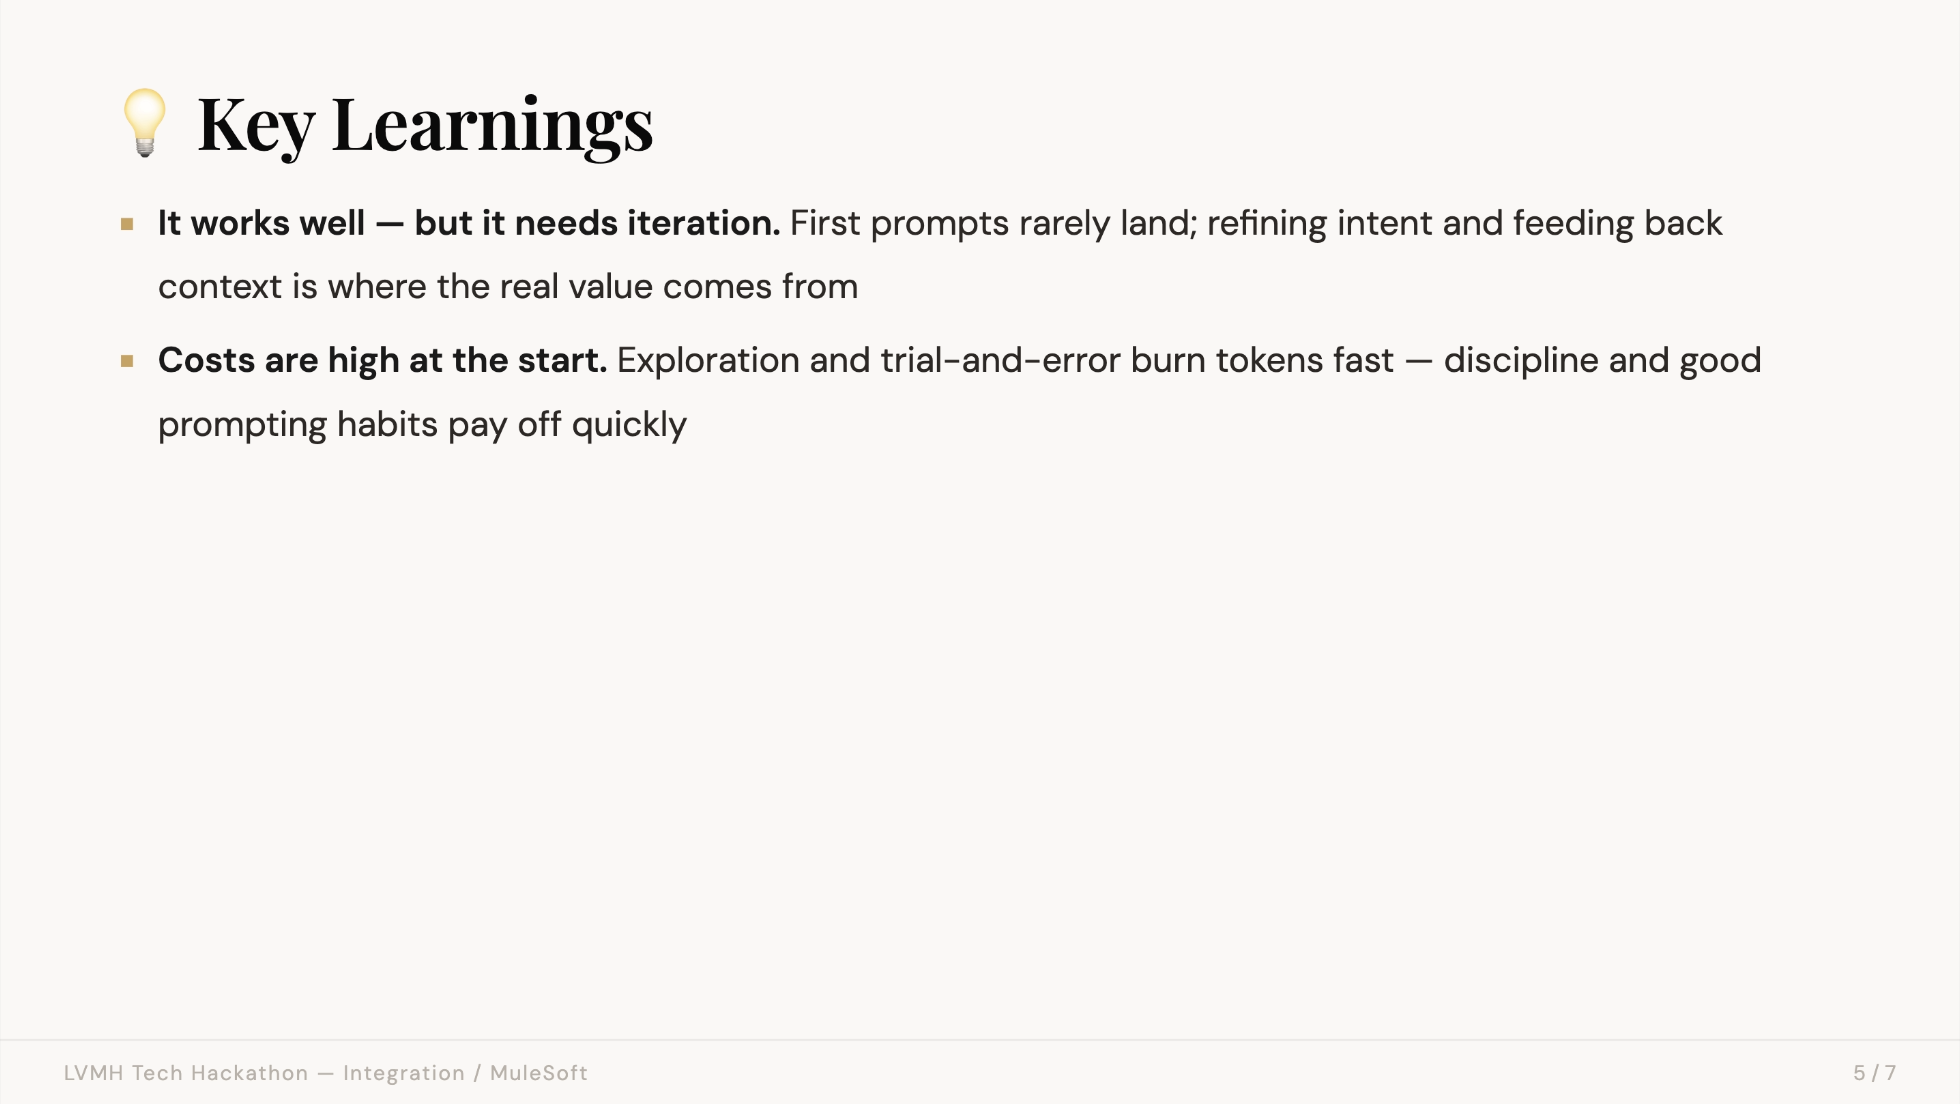 Key Learnings
It works well — but it needs iteration. First prompts rarely land; refining intent and feeding back
context is where the real value comes from
Costs are high at the start. Exploration and trial-and-error burn tokens fast — discipline and good
prompting habits pay off quickly
LVMH Tech Hackathon — Integration / MuleSoft
5 / 7